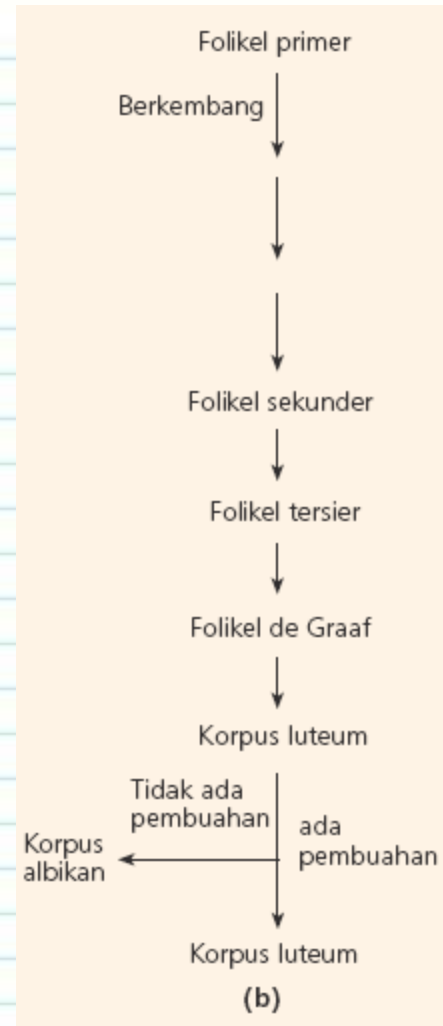 Folikel primer
Berkembang
Folikel sekunder
Folikel tersier
Folikel de Graaf
Korpus luteum
Tidak ada
pembuahan
ada
pembuahan
Korpus
albikan
Korpus luteum
(b)